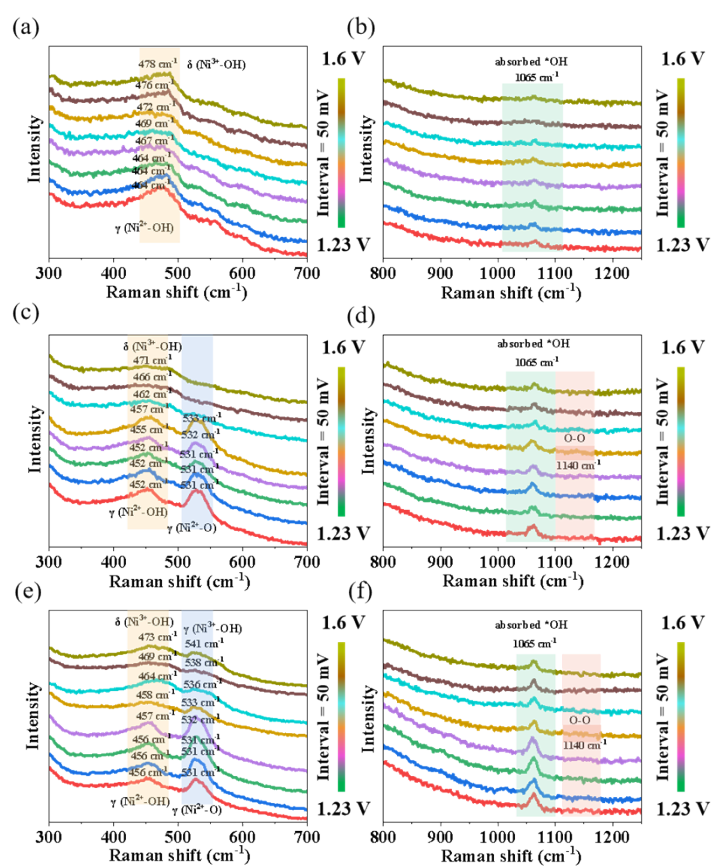 (a)
1.6 V
478 cm⁻¹
δ (Ni³⁺-OH)
476 cm⁻¹
472 cm⁻¹
469 cm⁻¹
467 cm⁻¹
464 cm⁻¹
464 cm⁻¹
464 cm⁻¹
γ (Ni²⁺-OH)
Intensity
Interval = 50 mV
1.23 V
300 400 500 600 700
Raman shift (cm⁻¹)
(b)
1.6 V
absorbed *OH
1065 cm⁻¹
Intensity
Interval = 50 mV
1.23 V
800 900 1000 1100 1200
Raman shift (cm⁻¹)
(c)
1.6 V
δ (Ni³⁺-OH)
471 cm⁻¹
466 cm⁻¹
462 cm⁻¹
457 cm⁻¹
455 cm⁻¹
452 cm⁻¹
452 cm⁻¹
452 cm⁻¹
γ (Ni²⁺-OH)
533 cm⁻¹
532 cm⁻¹
531 cm⁻¹
531 cm⁻¹
531 cm⁻¹
γ (Ni²⁺-O)
Intensity
Interval = 50 mV
1.23 V
300 400 500 600 700
Raman shift (cm⁻¹)
(d)
1.6 V
absorbed *OH
1065 cm⁻¹
O-O
1140 cm⁻¹
Intensity
Interval = 50 mV
1.23 V
800 900 1000 1100 1200
Raman shift (cm⁻¹)
(e)
1.6 V
δ (Ni³⁺-OH)
473 cm⁻¹
469 cm⁻¹
464 cm⁻¹
458 cm⁻¹
457 cm⁻¹
456 cm⁻¹
456 cm⁻¹
456 cm⁻¹
γ (Ni²⁺-OH)
γ (Ni³⁺-OH)
541 cm⁻¹
538 cm⁻¹
536 cm⁻¹
533 cm⁻¹
532 cm⁻¹
531 cm⁻¹
531 cm⁻¹
531 cm⁻¹
γ (Ni²⁺-O)
Intensity
Interval = 50 mV
1.23 V
300 400 500 600 700
Raman shift (cm⁻¹)
(f)
1.6 V
absorbed *OH
1065 cm⁻¹
O-O
1140 cm⁻¹
Intensity
Interval = 50 mV
1.23 V
800 900 1000 1100 1200
Raman shift (cm⁻¹)